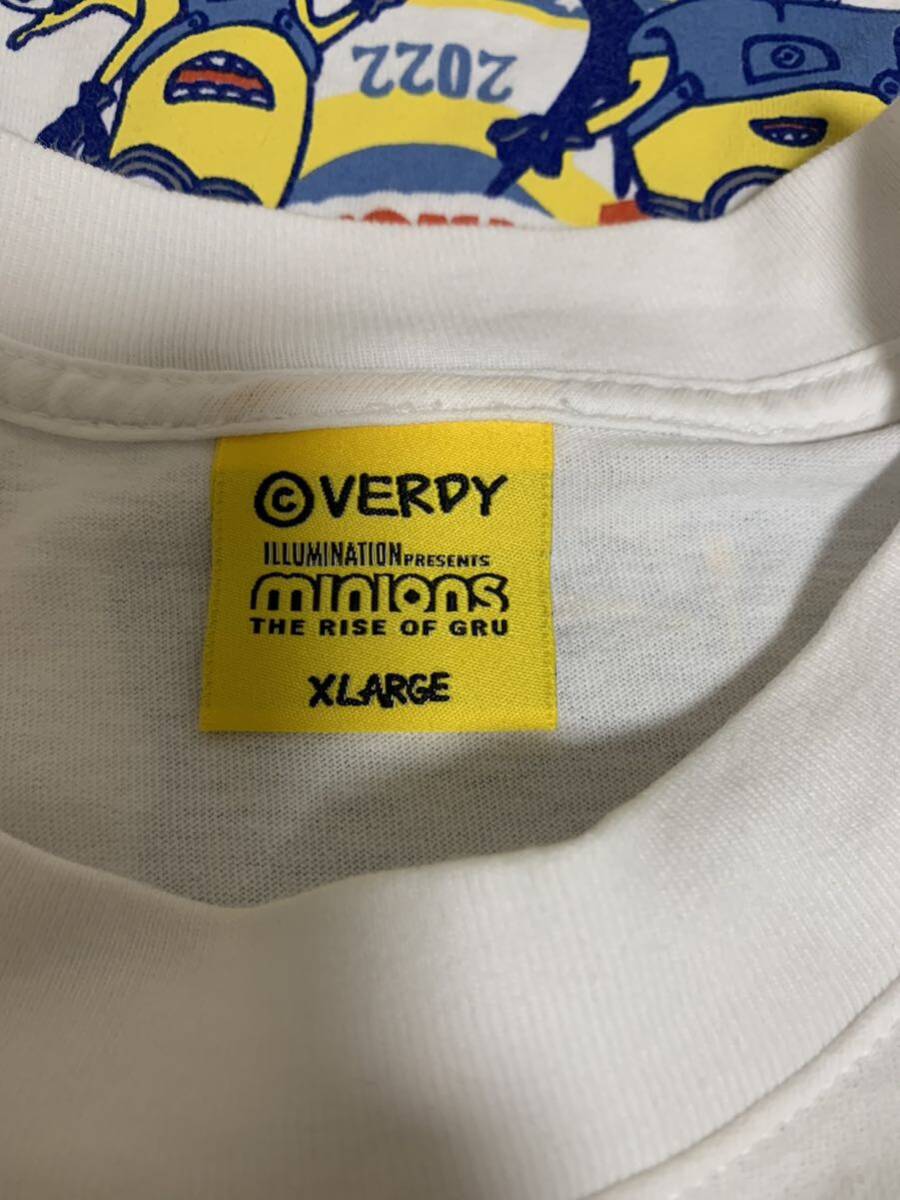 2022
© VERDY
ILLUMINATION PRESENTS
minions
THE RISE OF GRU
XLARGE